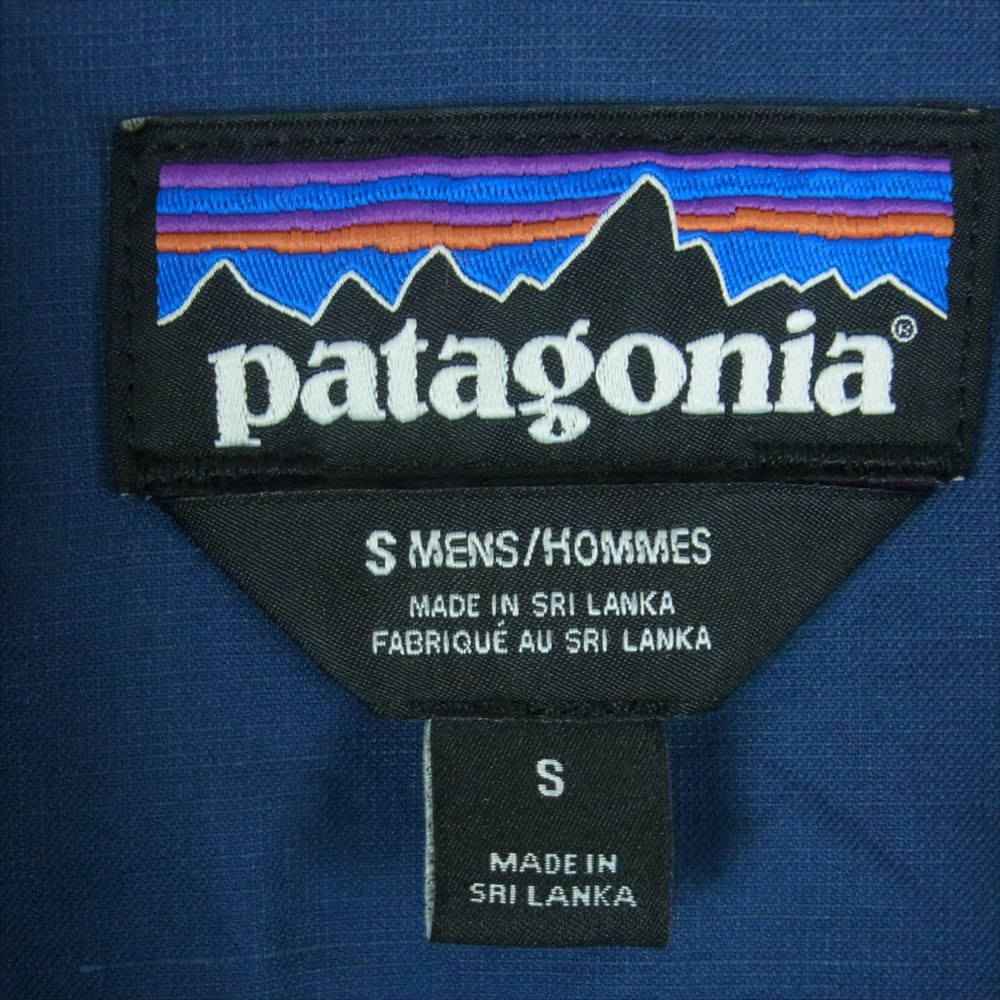 patagonia®
S MENS/HOMMES
MADE IN SRI LANKA
FABRIQUÉ AU SRI LANKA
S
MADE IN
SRI LANKA